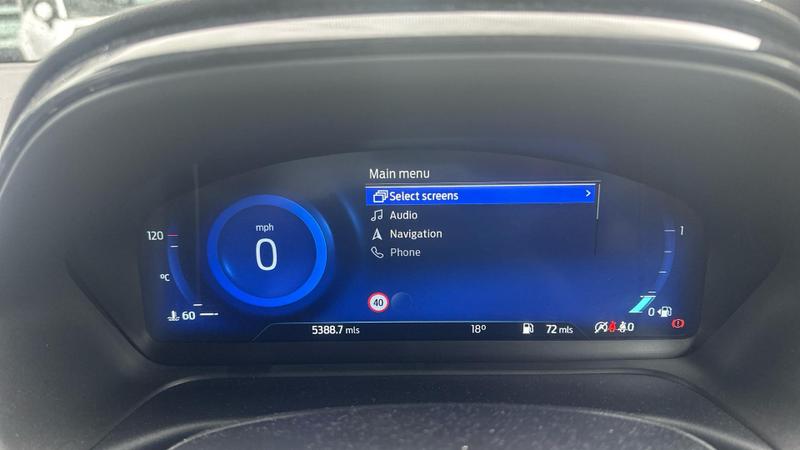 Main menu
Select screens
Audio
Navigation
Phone
mph
0
120
°C
60
40
1
0
5388.7 mls
18°
72 mls